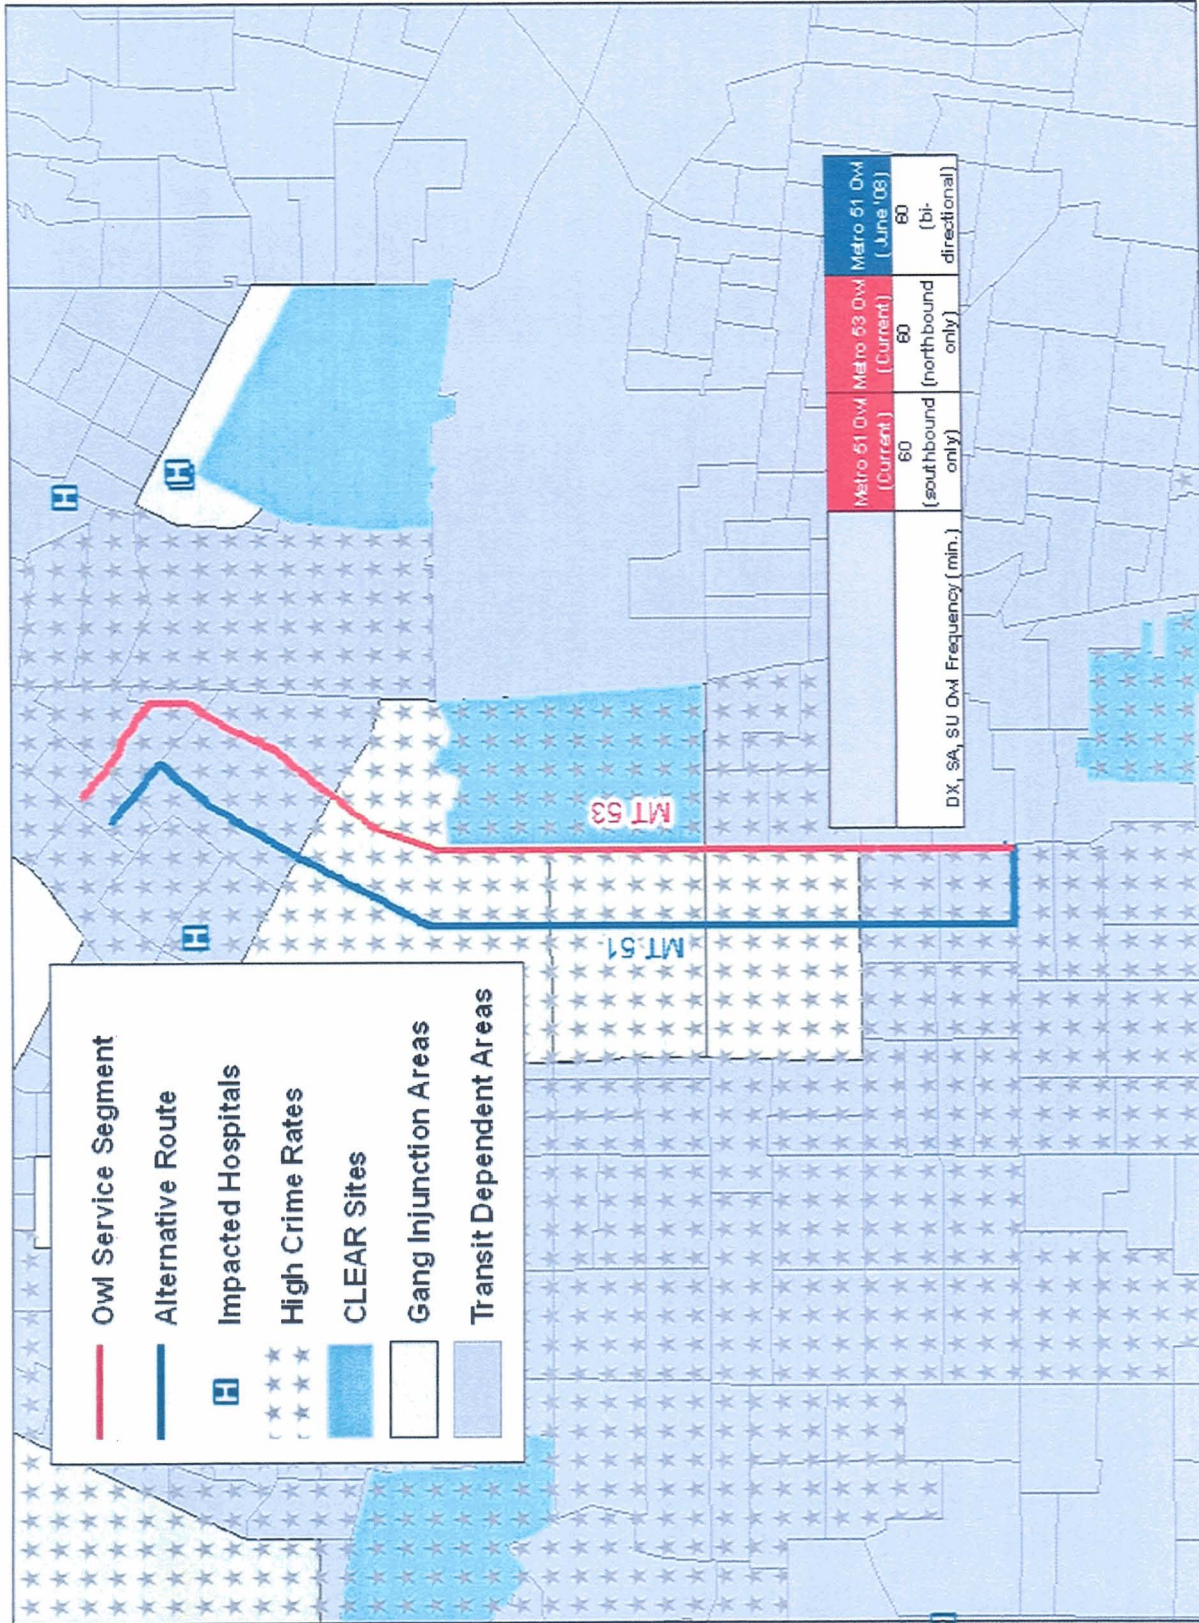 Owl Service Segment
Alternative Route
H
Impacted Hospitals
High Crime Rates
CLEAR Sites
Gang Injunction Areas
Transit Dependent Areas
H
H
H
MT 51
MT 53
Metro 51 Owl (Current)
Metro 53 Owl (Current)
Metro 51 Owl (June '08)
DX, SA, SU Owl Frequency (min.)
60 (southbound only)
60 (northbound only)
60 (bi-directional)
H